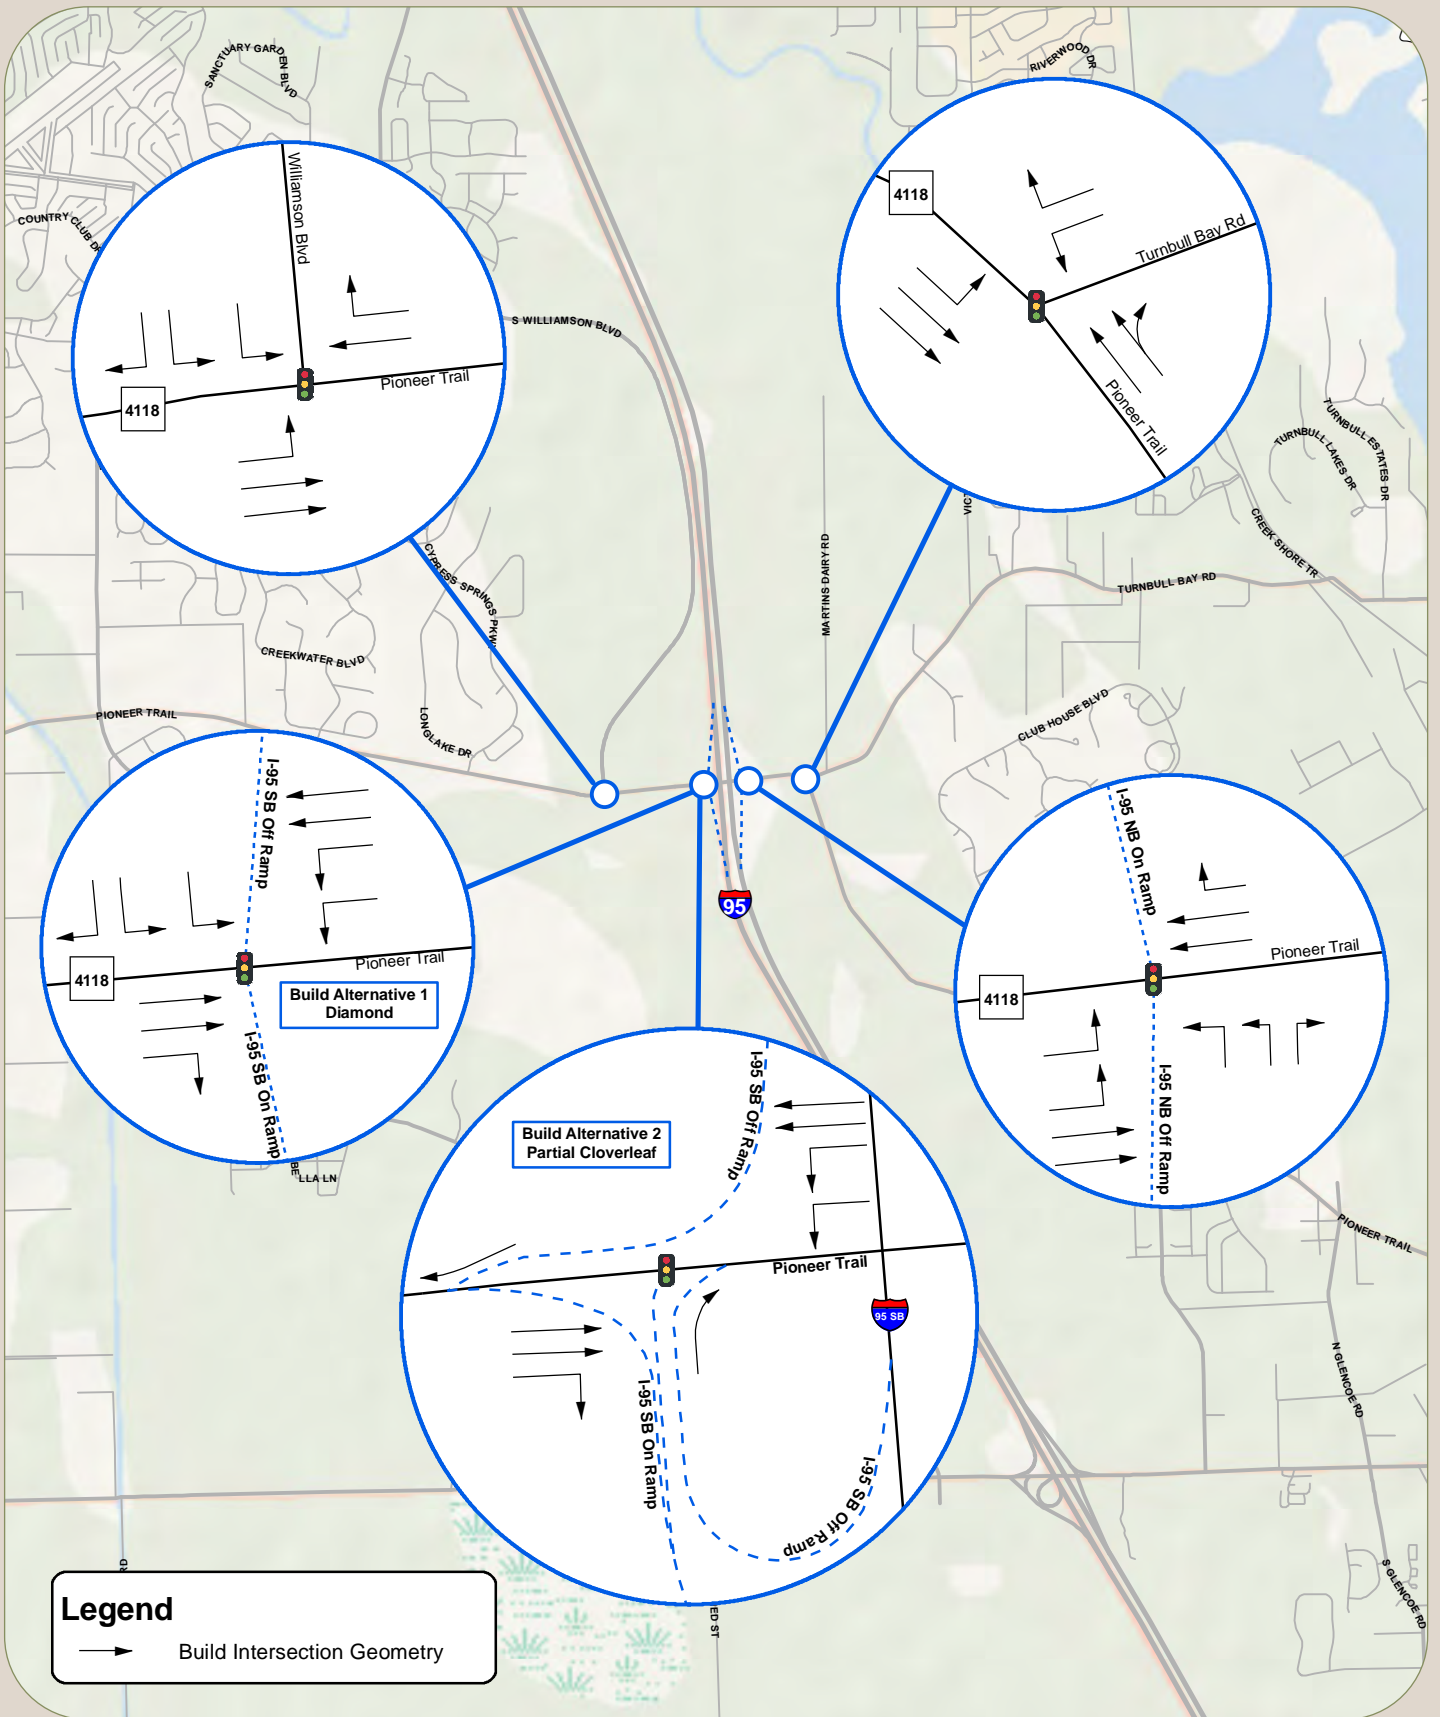 SANCTUARY GARDEN BLVD
RIVERWOOD DR
COUNTRY CLUB DR
Williamson Blvd
4118
Pioneer Trail
S WILLIAMSON BLVD
4118
Turnbull Bay Rd
Pioneer Trail
TURNBULL ESTATES DR
TURNBULL LAKES DR
CREEK SHORE TR
TURNBULL BAY RD
MARTINS DAIRY RD
CYPRESS SPRINGS PKWY
CREEKWATER BLVD
LONGLAKE DR
PIONEER TRAIL
CLUB HOUSE BLVD
I-95 SB Off Ramp
4118
Pioneer Trail
Build Alternative 1
Diamond
I-95 SB On Ramp
95
I-95 NB On Ramp
4118
Pioneer Trail
I-95 NB Off Ramp
BELLA LN
Build Alternative 2
Partial Cloverleaf
I-95 SB Off Ramp
Pioneer Trail
95 SB
I-95 SB On Ramp
I-95 SB Off Ramp
PIONEER TRAIL
N GLENCOE RD
S GLENCOE RD
ED ST
Legend
Build Intersection Geometry